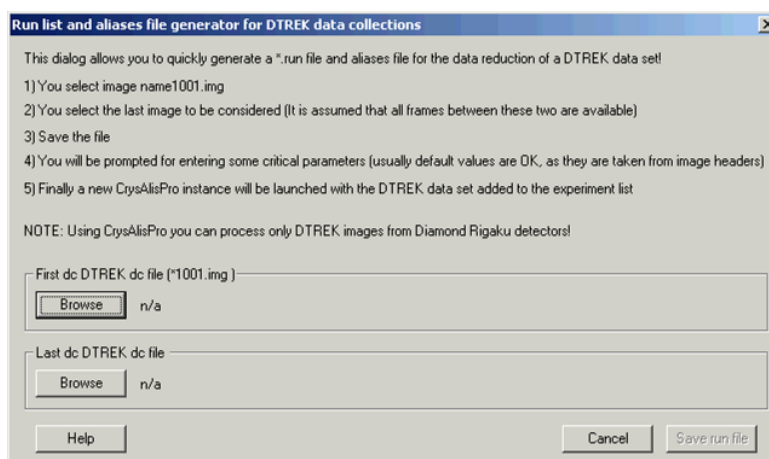 Run list and aliases file generator for DTREK data collections
This dialog allows you to quickly generate a *.run file and aliases file for the data reduction of a DTREK data set!
1) You select image name1001.img
2) You select the last image to be considered (It is assumed that all frames between these two are available)
3) Save the file
4) You will be prompted for entering some critical parameters (usually default values are OK, as they are taken from image headers)
5) Finally a new CrysAlisPro instance will be launched with the DTREK data set added to the experiment list
NOTE: Using CrysAlisPro you can process only DTREK images from Diamond Rigaku detectors!
First dc DTREK dc file (*1001.img )
Browse n/a
Last dc DTREK dc file
Browse n/a
Help Cancel Save run file